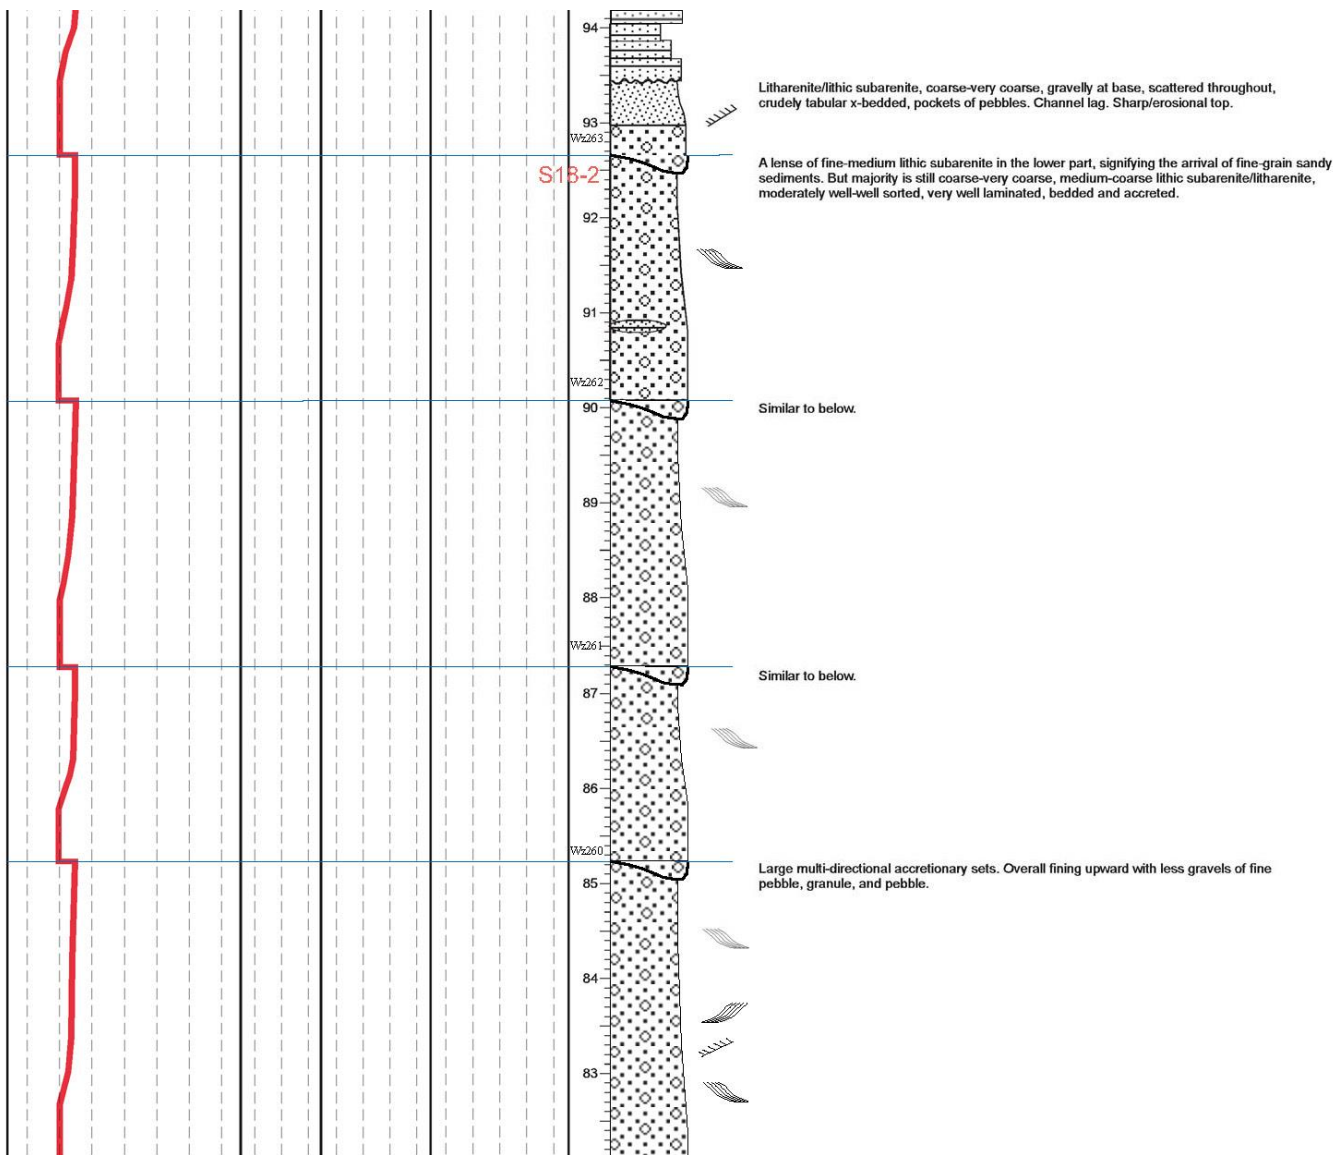 94
Litharenite/lithic subarenite, coarse-very coarse, gravelly at base, scattered throughout,
crudely tabular x-bedded, pockets of pebbles. Channel lag. Sharp/erosional top.
93
Wz263
A lense of fine-medium lithic subarenite in the lower part, signifying the arrival of fine-grain sandy
sediments. But majority is still coarse-very coarse, medium-coarse lithic subarenite/litharenite,
moderately well-well sorted, very well laminated, bedded and accreted.
S18-2
92
91
Wz262
90
Similar to below.
89
88
Wz261
Similar to below.
87
86
Wz260
Large multi-directional accretionary sets. Overall fining upward with less gravels of fine
pebble, granule, and pebble.
85
84
83